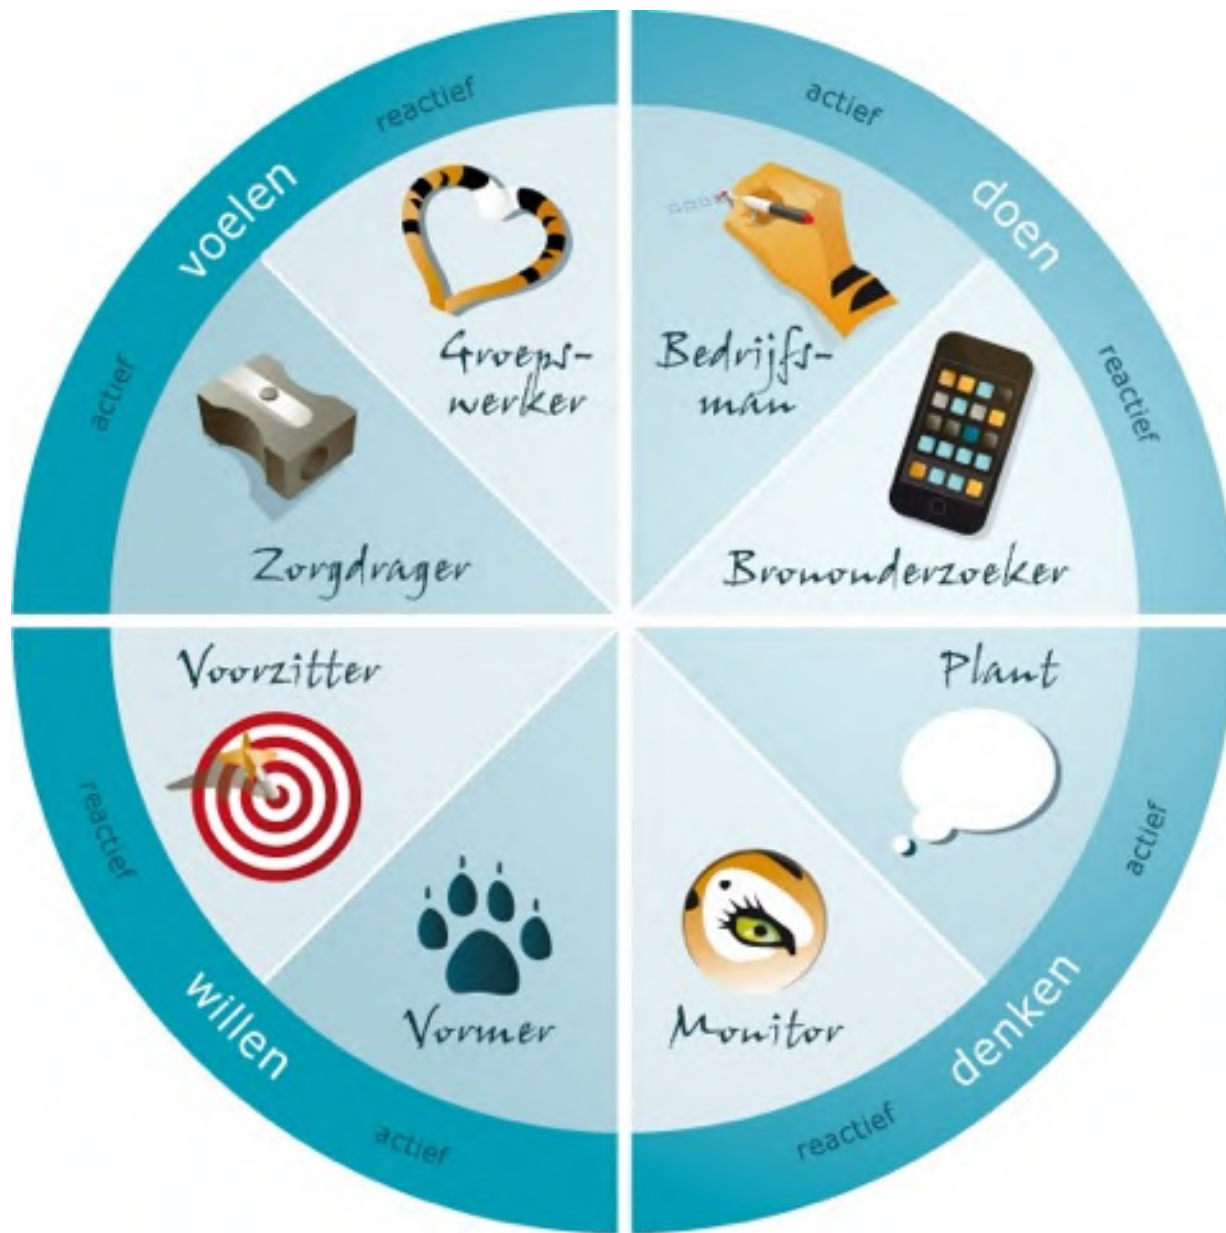 reactief
voelen
actief
Groeps-
werker
Zorgdrager
actief
doen
reactief
Bedrijfs-
man
Brononderzoeker
Voorzitter
reactief
willen
actief
Vormer
Plant
actief
denken
reactief
Monitor